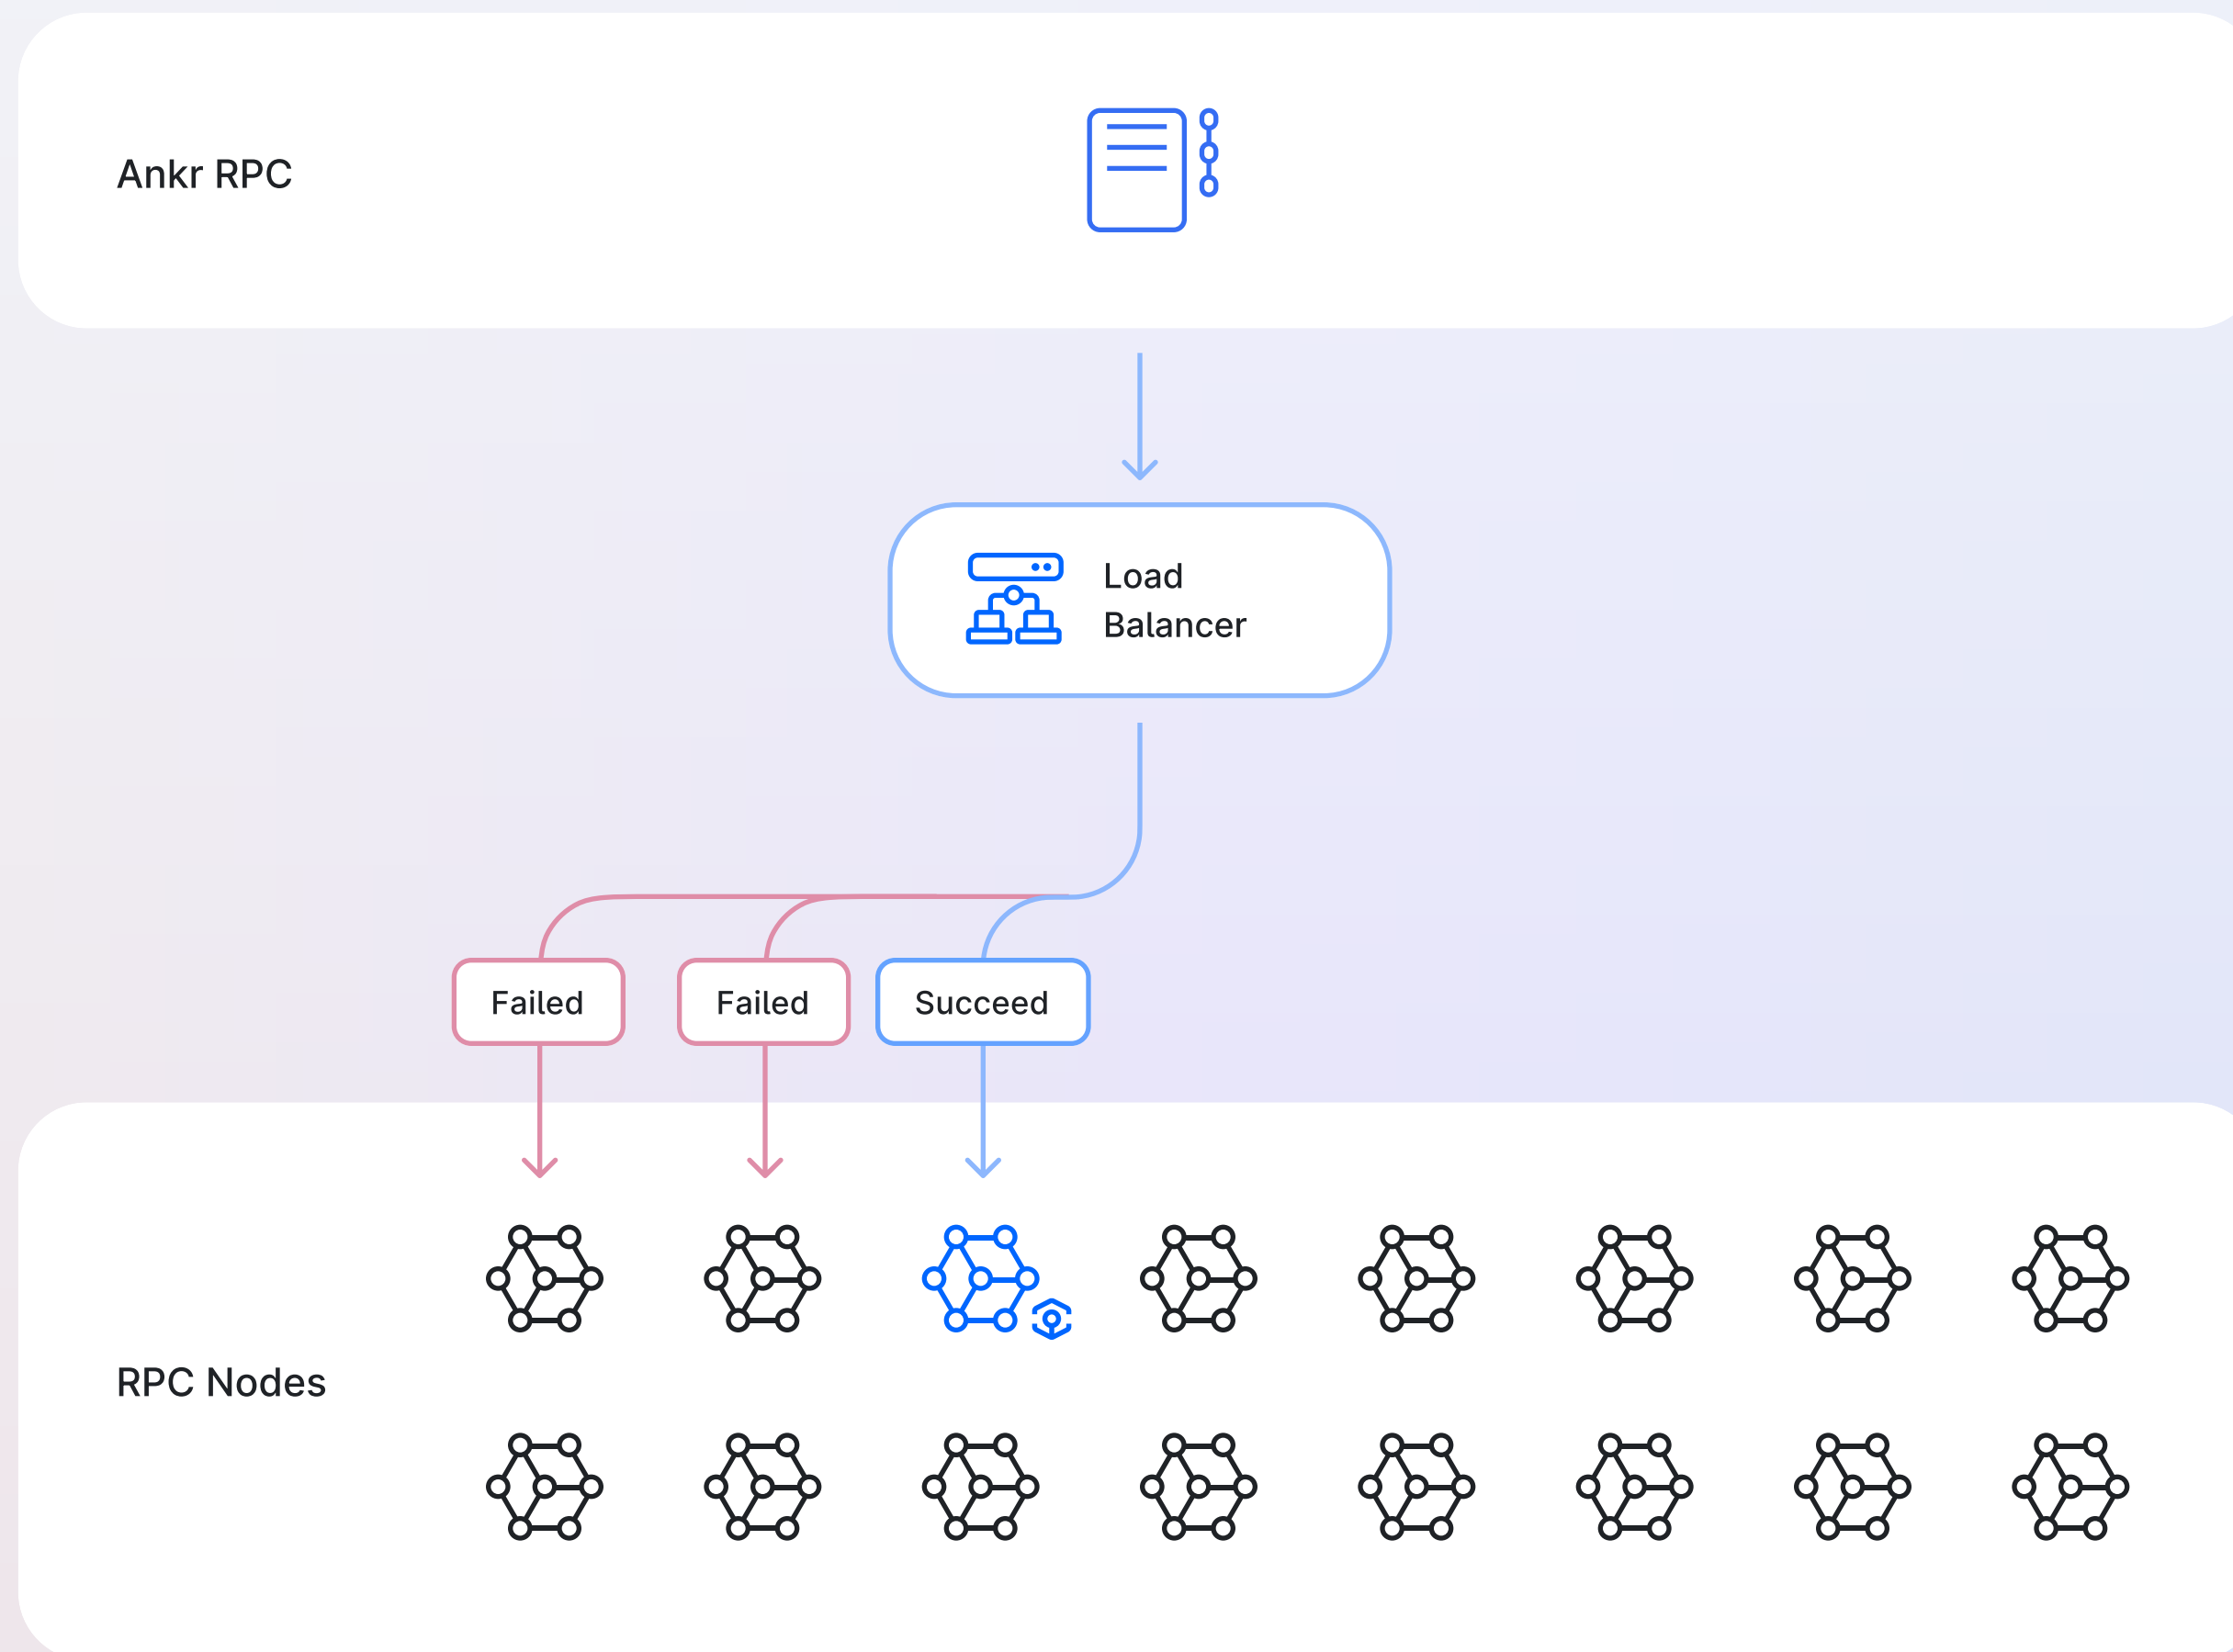 Ankr RPC
Load
Balancer
Failed
Failed
Succeed
RPC Nodes